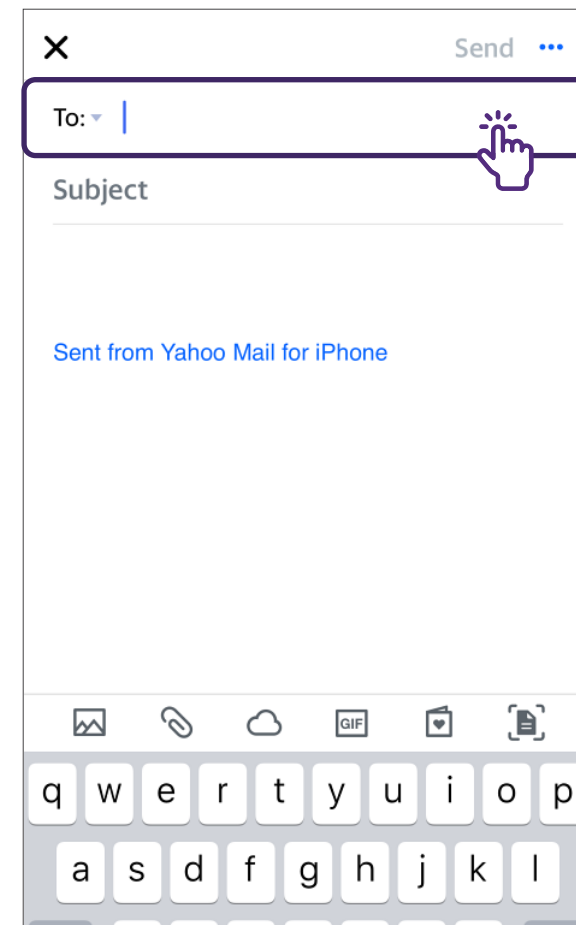 Send
To:
Subject
Sent from Yahoo Mail for iPhone
GIF
q w e r t y u i o p
a s d f g h j k l